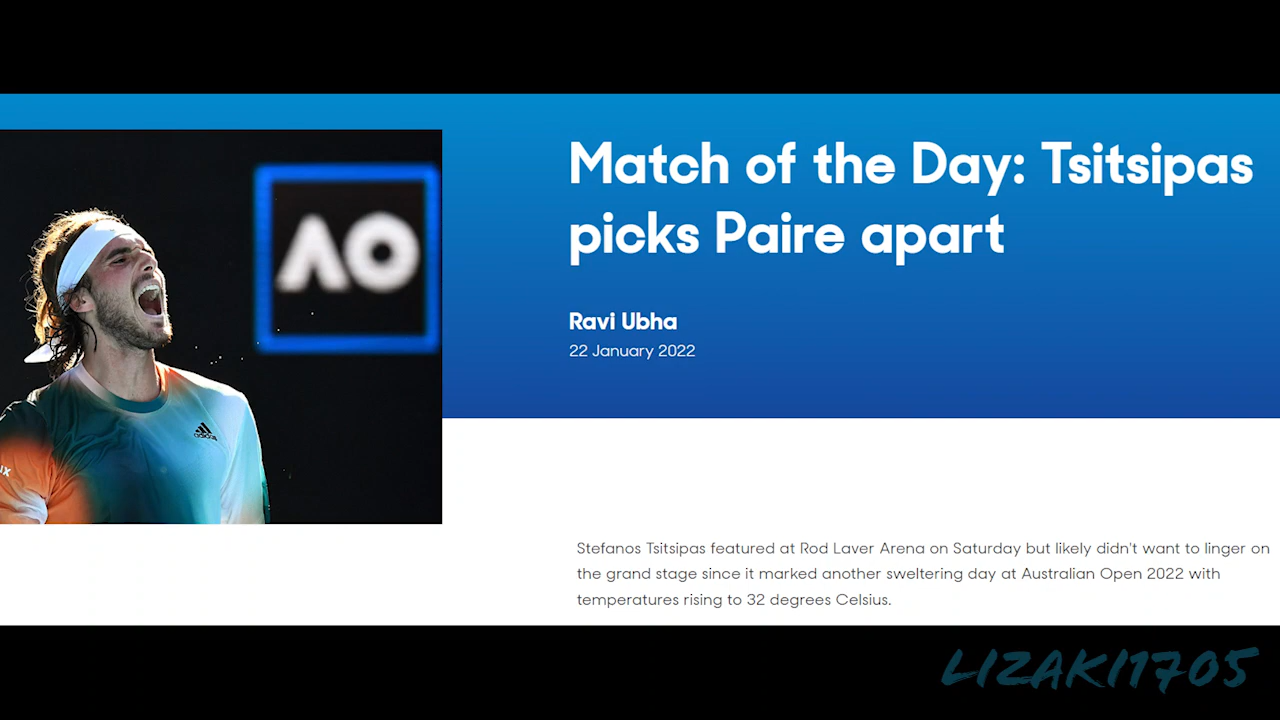 AO
adidas
Match of the Day: Tsitsipas
picks Paire apart
Ravi Ubha
22 January 2022
Stefanos Tsitsipas featured at Rod Laver Arena on Saturday but likely didn't want to linger on
the grand stage since it marked another sweltering day at Australian Open 2022 with
temperatures rising to 32 degrees Celsius.
LIZAKI1705